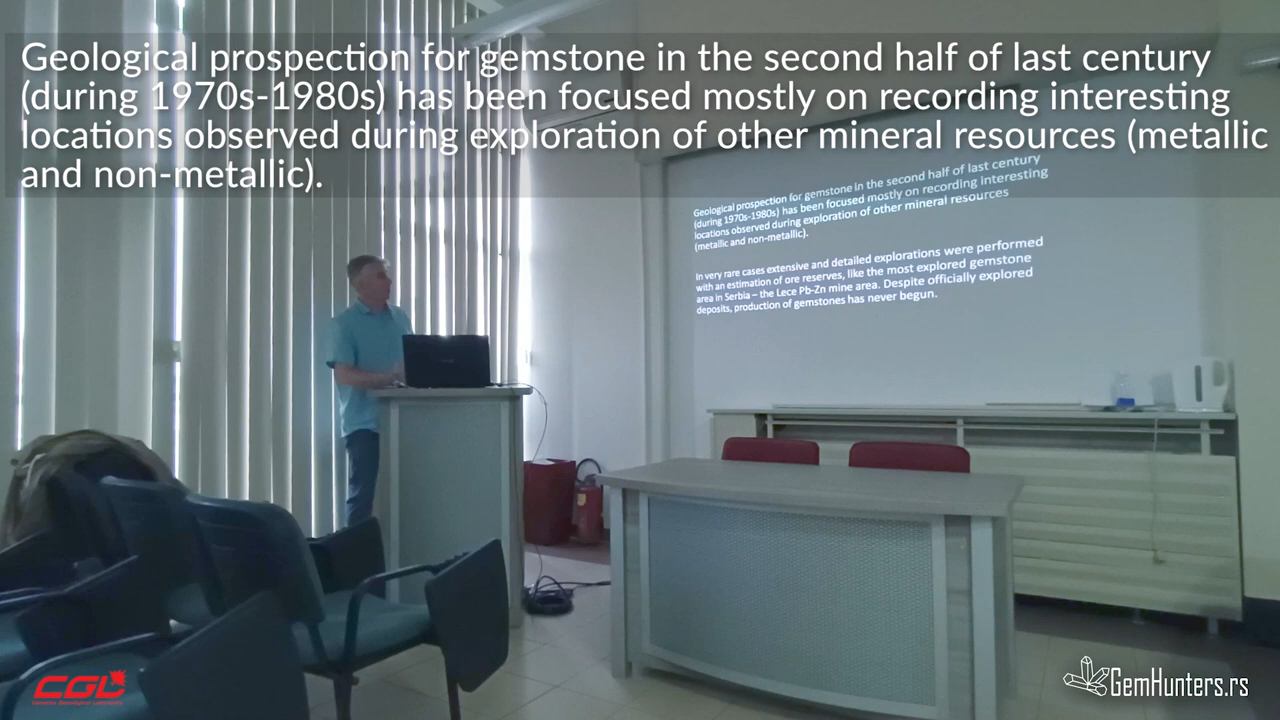 Geological prospection for gemstone in the second half of last century
(during 1970s-1980s) has been focused mostly on recording interesting
locations observed during exploration of other mineral resources (metallic
and non-metallic).
Geological prospection for gemstone in the second half of last century
(during 1970s-1980s) has been focused mostly on recording interesting
locations observed during exploration of other mineral resources
(metallic and non-metallic).
In very rare cases extensive and detailed explorations were performed
with an estimation of ore reserves, like the most explored gemstone
area in Serbia – the Lece Pb-Zn mine area. Despite officially explored
deposits, production of gemstones has never begun.
CGL
GemHunters.rs